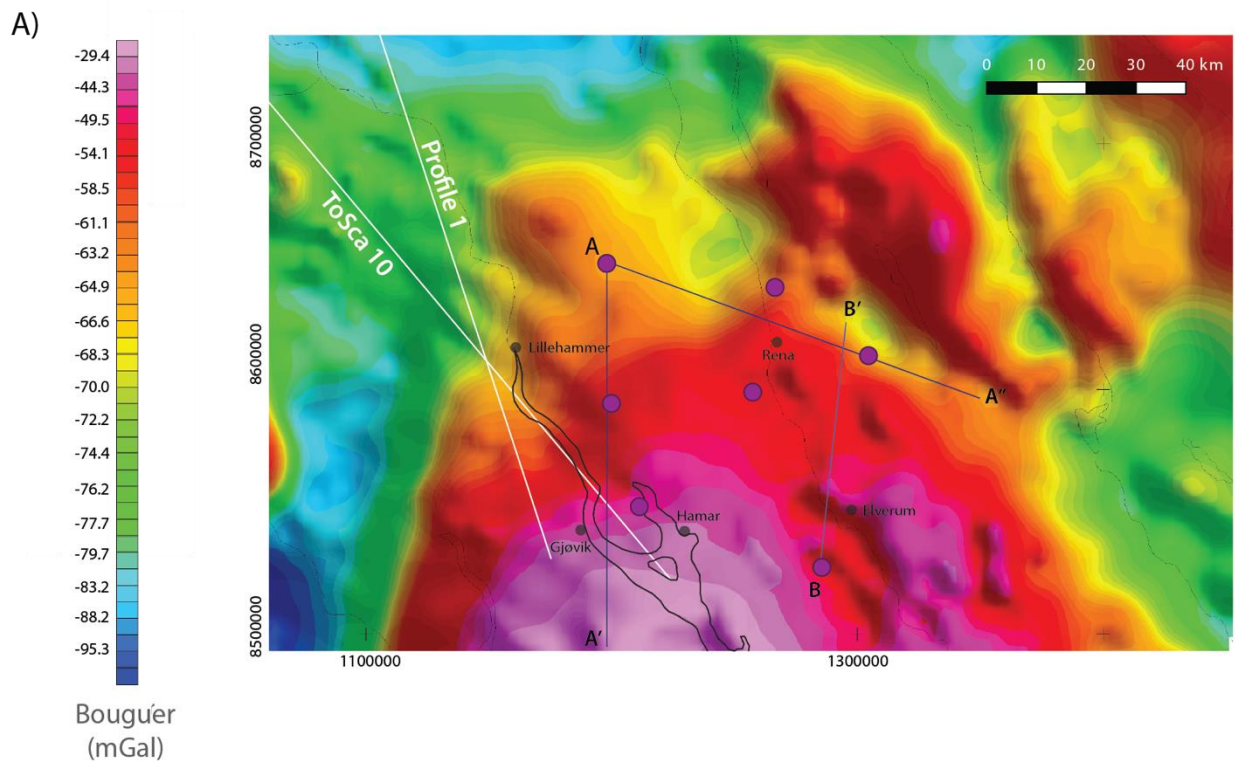 A)
-29.4
-44.3
-49.5
-54.1
-58.5
-61.1
-63.2
-64.9
-66.6
-68.3
-70.0
-72.2
-74.4
-76.2
-77.7
-79.7
-83.2
-88.2
-95.3
Bouguer
(mGal)
0 10 20 30 40 km
8700000
8600000
8500000
1100000
1300000
Profile 1
ToSca 10
A
B'
Lillehammer
Rena
A"
Hamar
Elverum
Gjøvik
B
A'